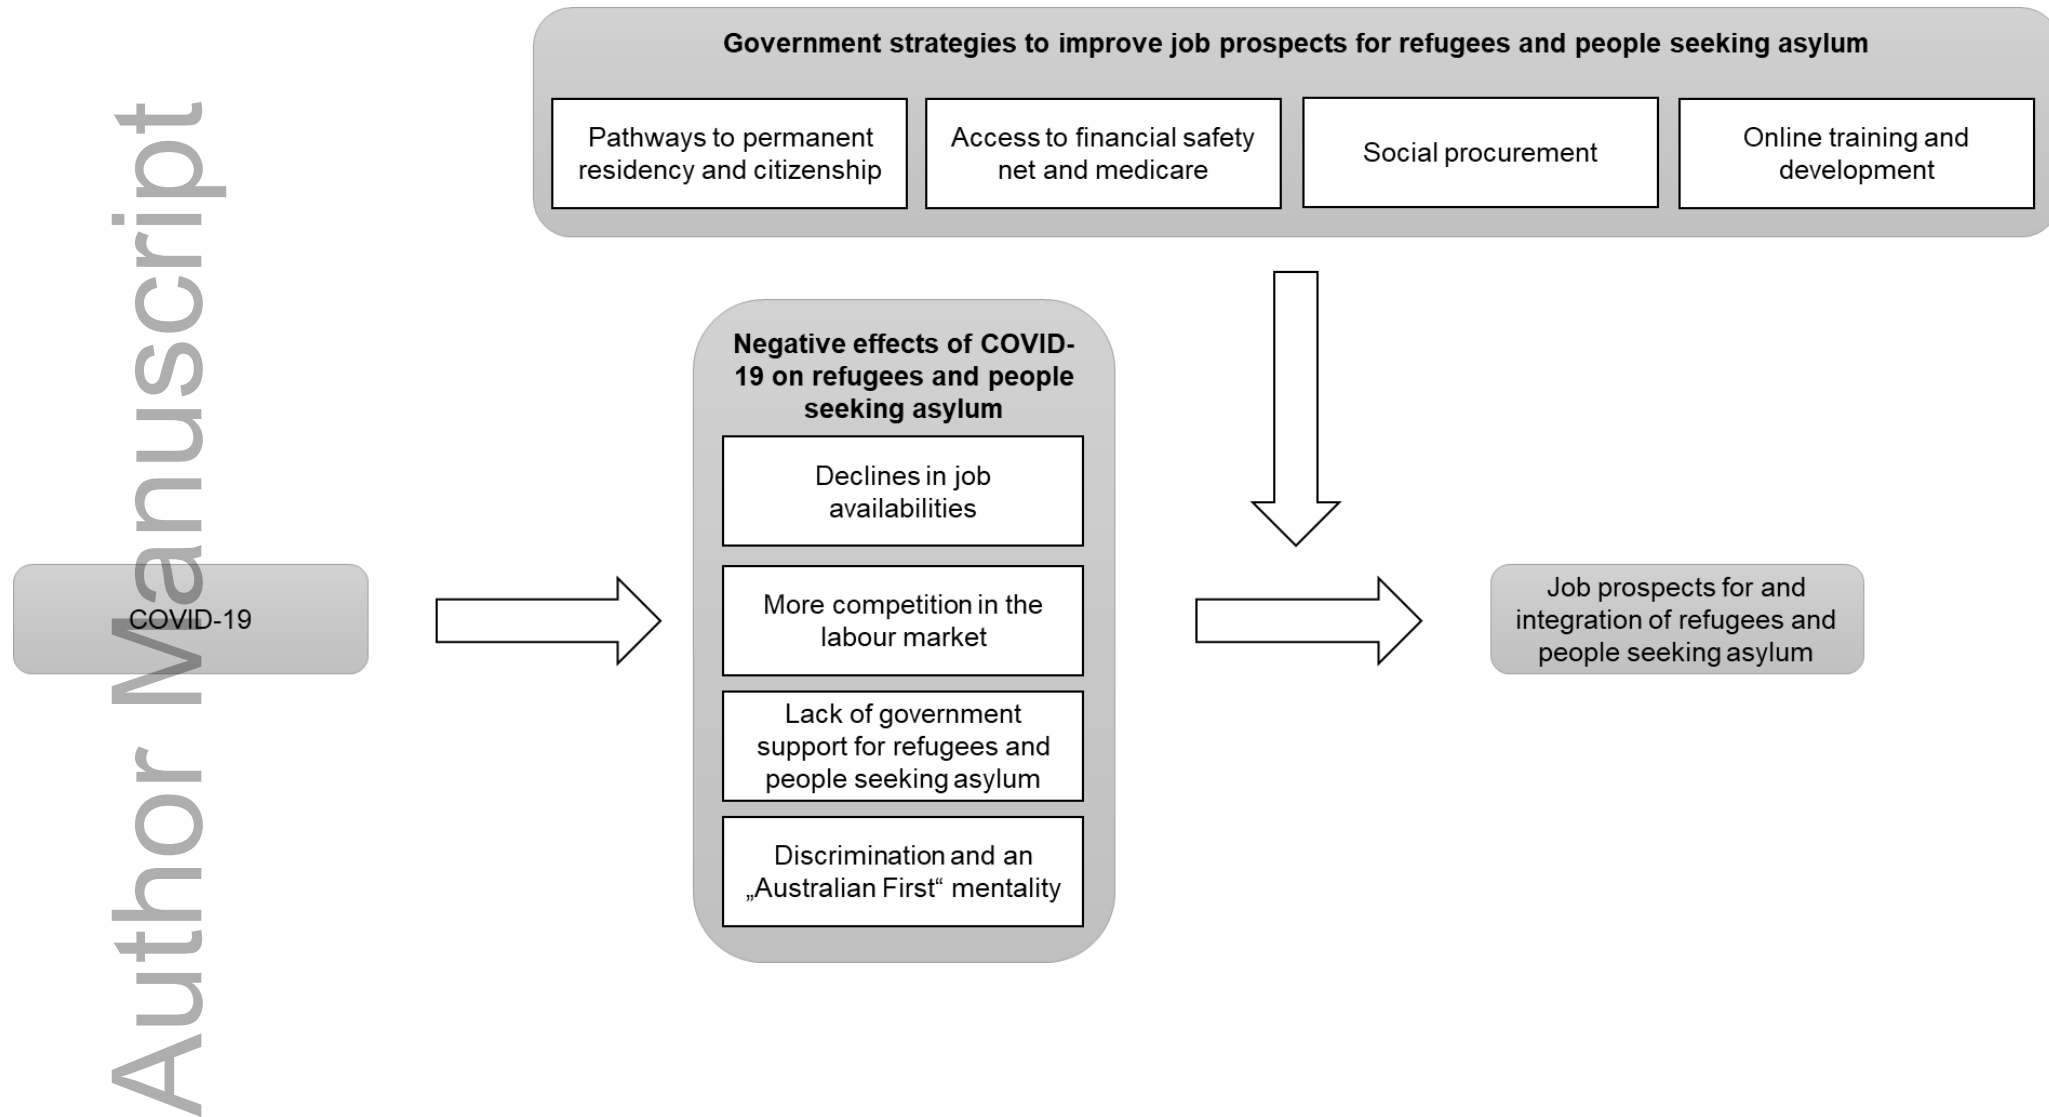 Author Manuscript
Government strategies to improve job prospects for refugees and people seeking asylum
Pathways to permanent
residency and citizenship
Access to financial safety
net and medicare
Social procurement
Online training and
development
Negative effects of COVID-
19 on refugees and people
seeking asylum
Declines in job
availabilities
More competition in the
labour market
Lack of government
support for refugees and
people seeking asylum
Discrimination and an
„Australian First“ mentality
COVID-19
Job prospects for and
integration of refugees and
people seeking asylum